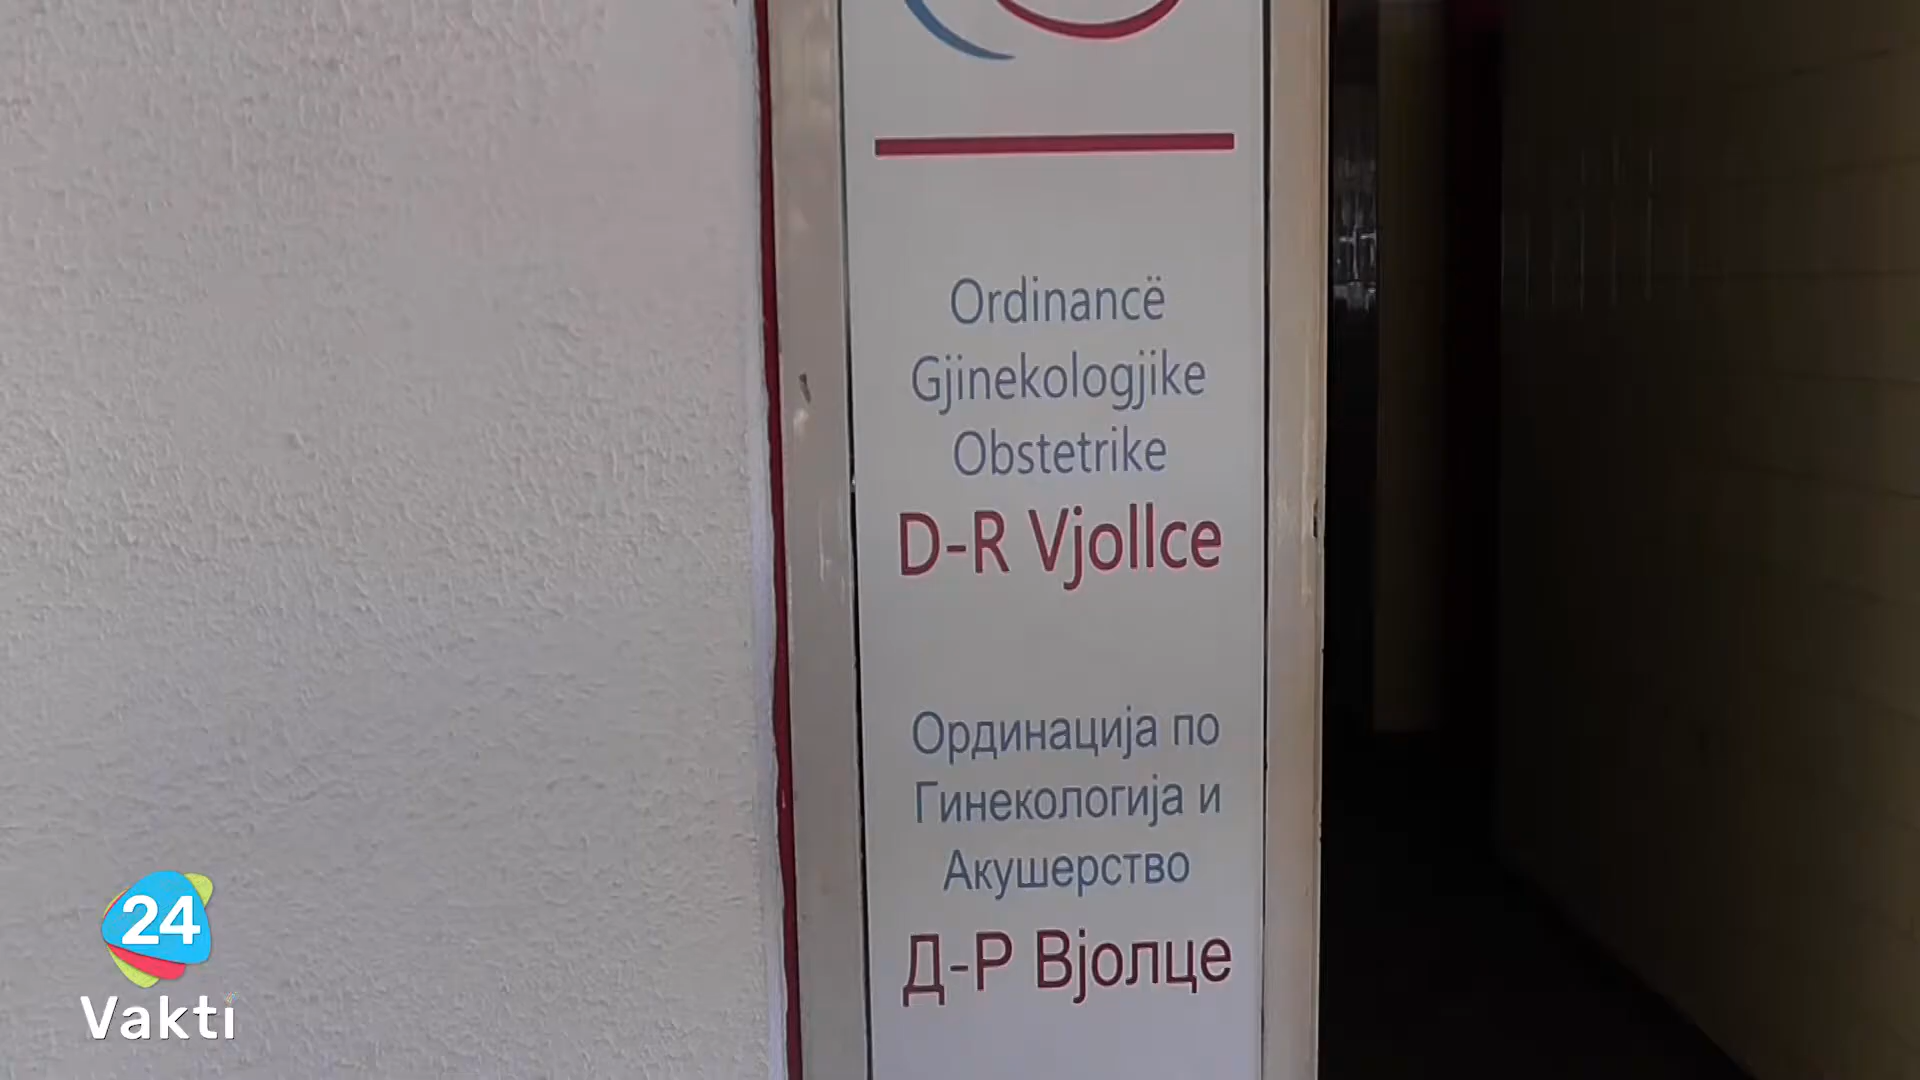 Ordinancë
Gjinekologjike
Obstetrike
D-R Vjollce
Ординација по
Гинекологија и
Акушерство
Д-Р Вјолце
24
Vakti